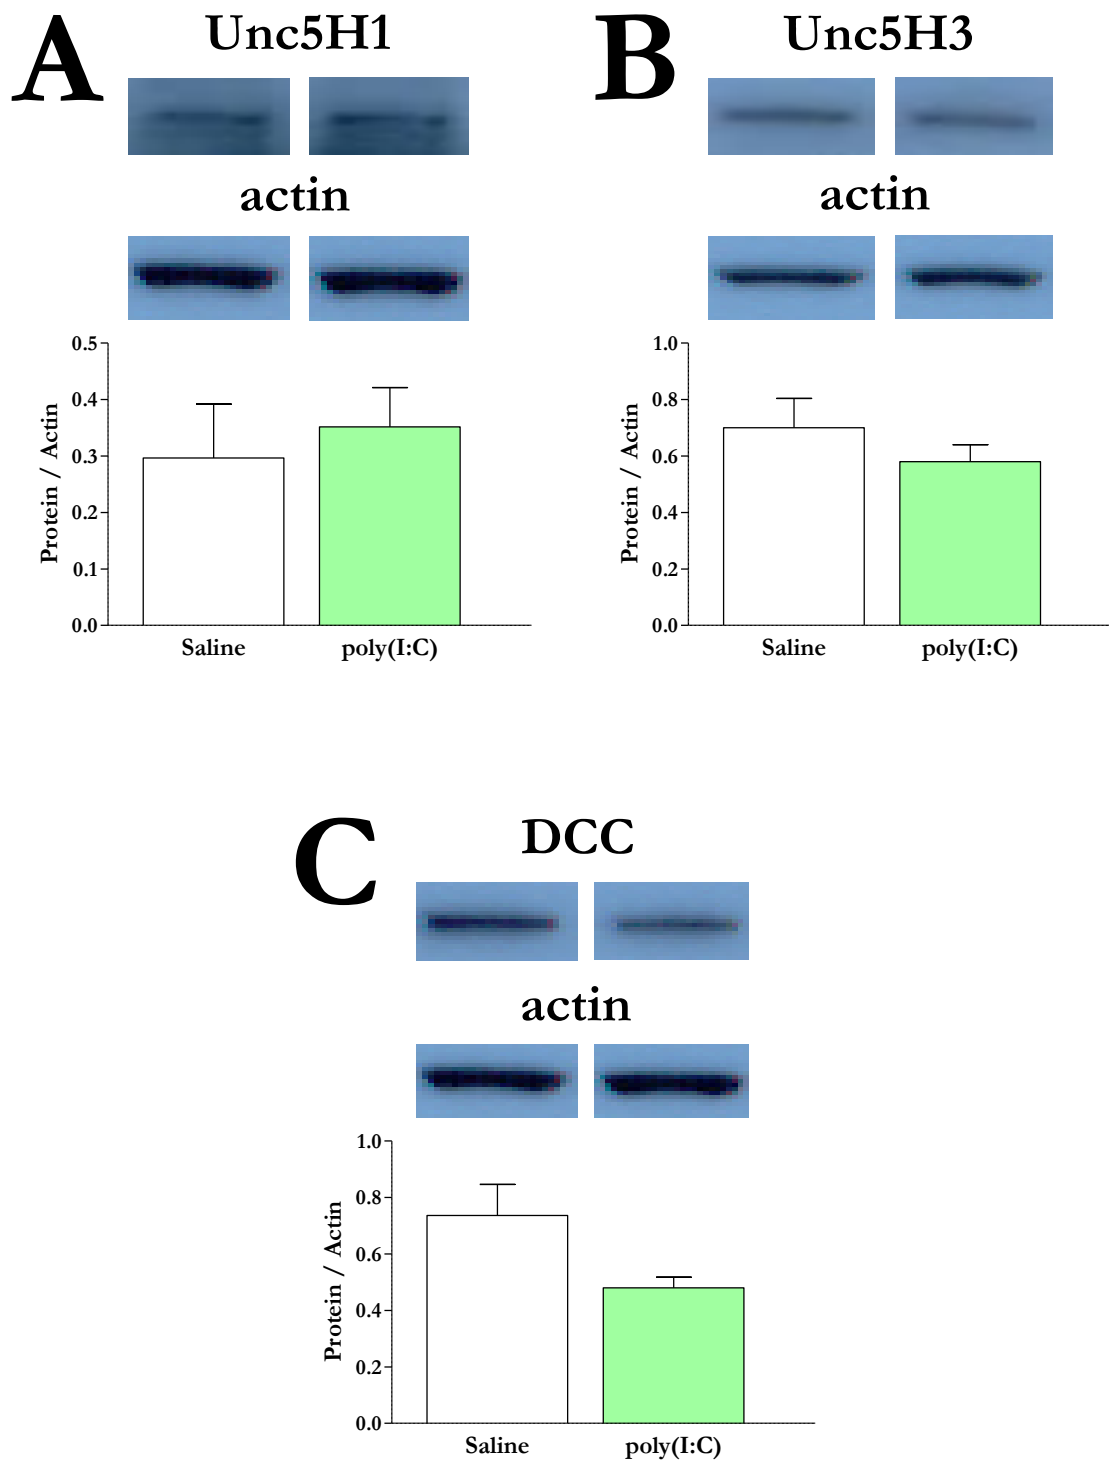 A
Unc5H1
actin
0.5
0.4
0.3
0.2
0.1
0.0
Protein / Actin
Saline poly(I:C)
B
Unc5H3
actin
1.0
0.8
0.6
0.4
0.2
0.0
Protein / Actin
Saline poly(I:C)
C
DCC
actin
1.0
0.8
0.6
0.4
0.2
0.0
Protein / Actin
Saline poly(I:C)